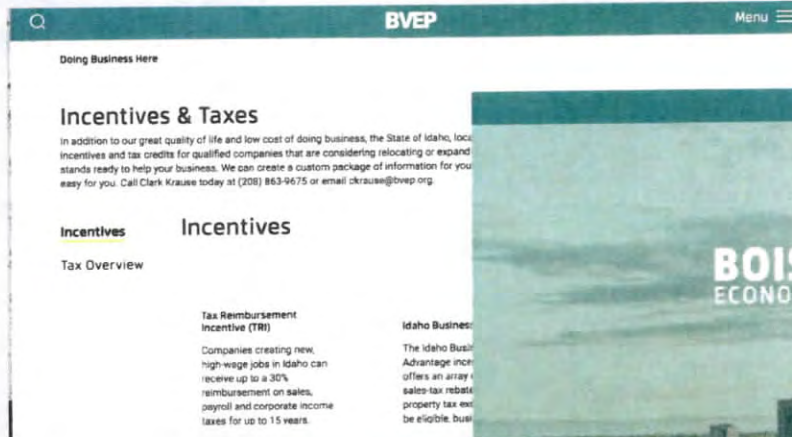 BVEP
Menu
Doing Business Here
Incentives & Taxes
In addition to our great quality of life and low cost of doing business, the State of Idaho, loca
incentives and tax credits for qualified companies that are considering relocating or expand
stands ready to help your business. We can create a custom package of information for you
easy for you. Call Clark Krause today at (208) 863-9675 or email ckrause@bvep.org.
Incentives
Tax Overview
Incentives
Tax Reimbursement
Incentive (TRI)
Companies creating new,
high-wage jobs in Idaho can
receive up to a 30%
reimbursement on sales,
payroll and corporate income
taxes for up to 15 years.
Idaho Business
The Idaho Busin
Advantage ince
offers an array
sales-tax rebate
property tax exe
be eligible, busi
BOIS
ECONO